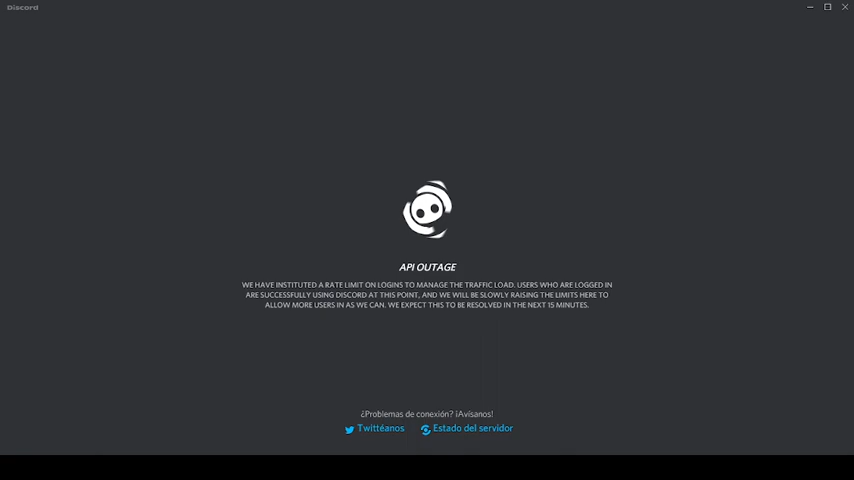 Discord
API OUTAGE
WE HAVE INSTITUTED A RATE LIMIT ON LOGINS TO MANAGE THE TRAFFIC LOAD. USERS WHO ARE LOGGED IN
ARE SUCCESSFULLY USING DISCORD AT THIS POINT, AND WE WILL BE SLOWLY RAISING THE LIMITS HERE TO
ALLOW MORE USERS IN AS WE CAN. WE EXPECT THIS TO BE RESOLVED IN THE NEXT 15 MINUTES.
¿Problemas de conexión? ¡Avísanos!
Twittéanos Estado del servidor